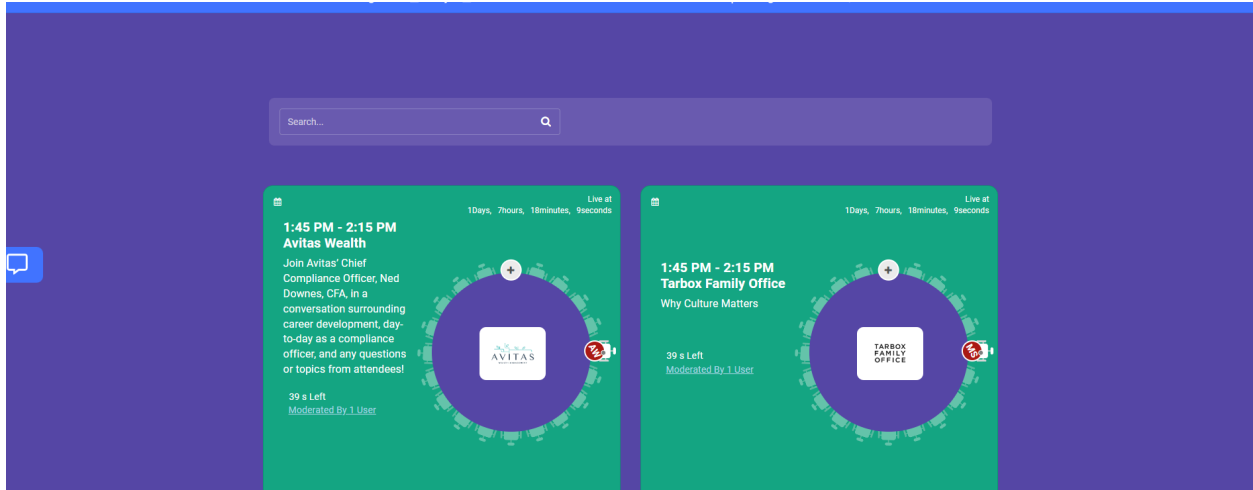 Search...
Live at
1Days, 7hours, 18minutes, 9seconds
1:45 PM - 2:15 PM
Avitas Wealth
Join Avitas' Chief
Compliance Officer, Ned
Downes, CFA, in a
conversation surrounding
career development, day-
to-day as a compliance
officer, and any questions
or topics from attendees!
39 s Left
Moderated By 1 User
AVITAS
AW
Live at
1Days, 7hours, 18minutes, 9seconds
1:45 PM - 2:15 PM
Tarbox Family Office
Why Culture Matters
39 s Left
Moderated By 1 User
TARBOX
FAMILY
OFFICE
MS